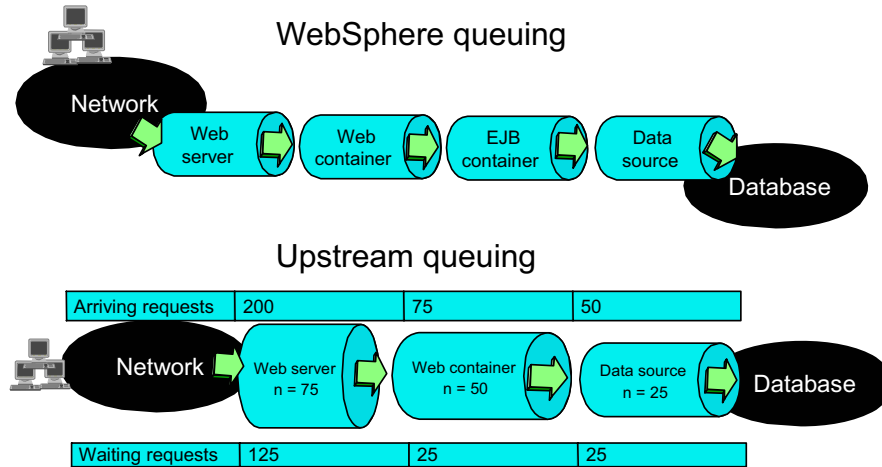 WebSphere queuing
Network
Web
server
Web
container
EJB
container
Data
source
Database
Upstream queuing
Arriving requests 200 75 50
Network
Web server
n = 75
Web container
n = 50
Data source
n = 25
Database
Waiting requests 125 25 25